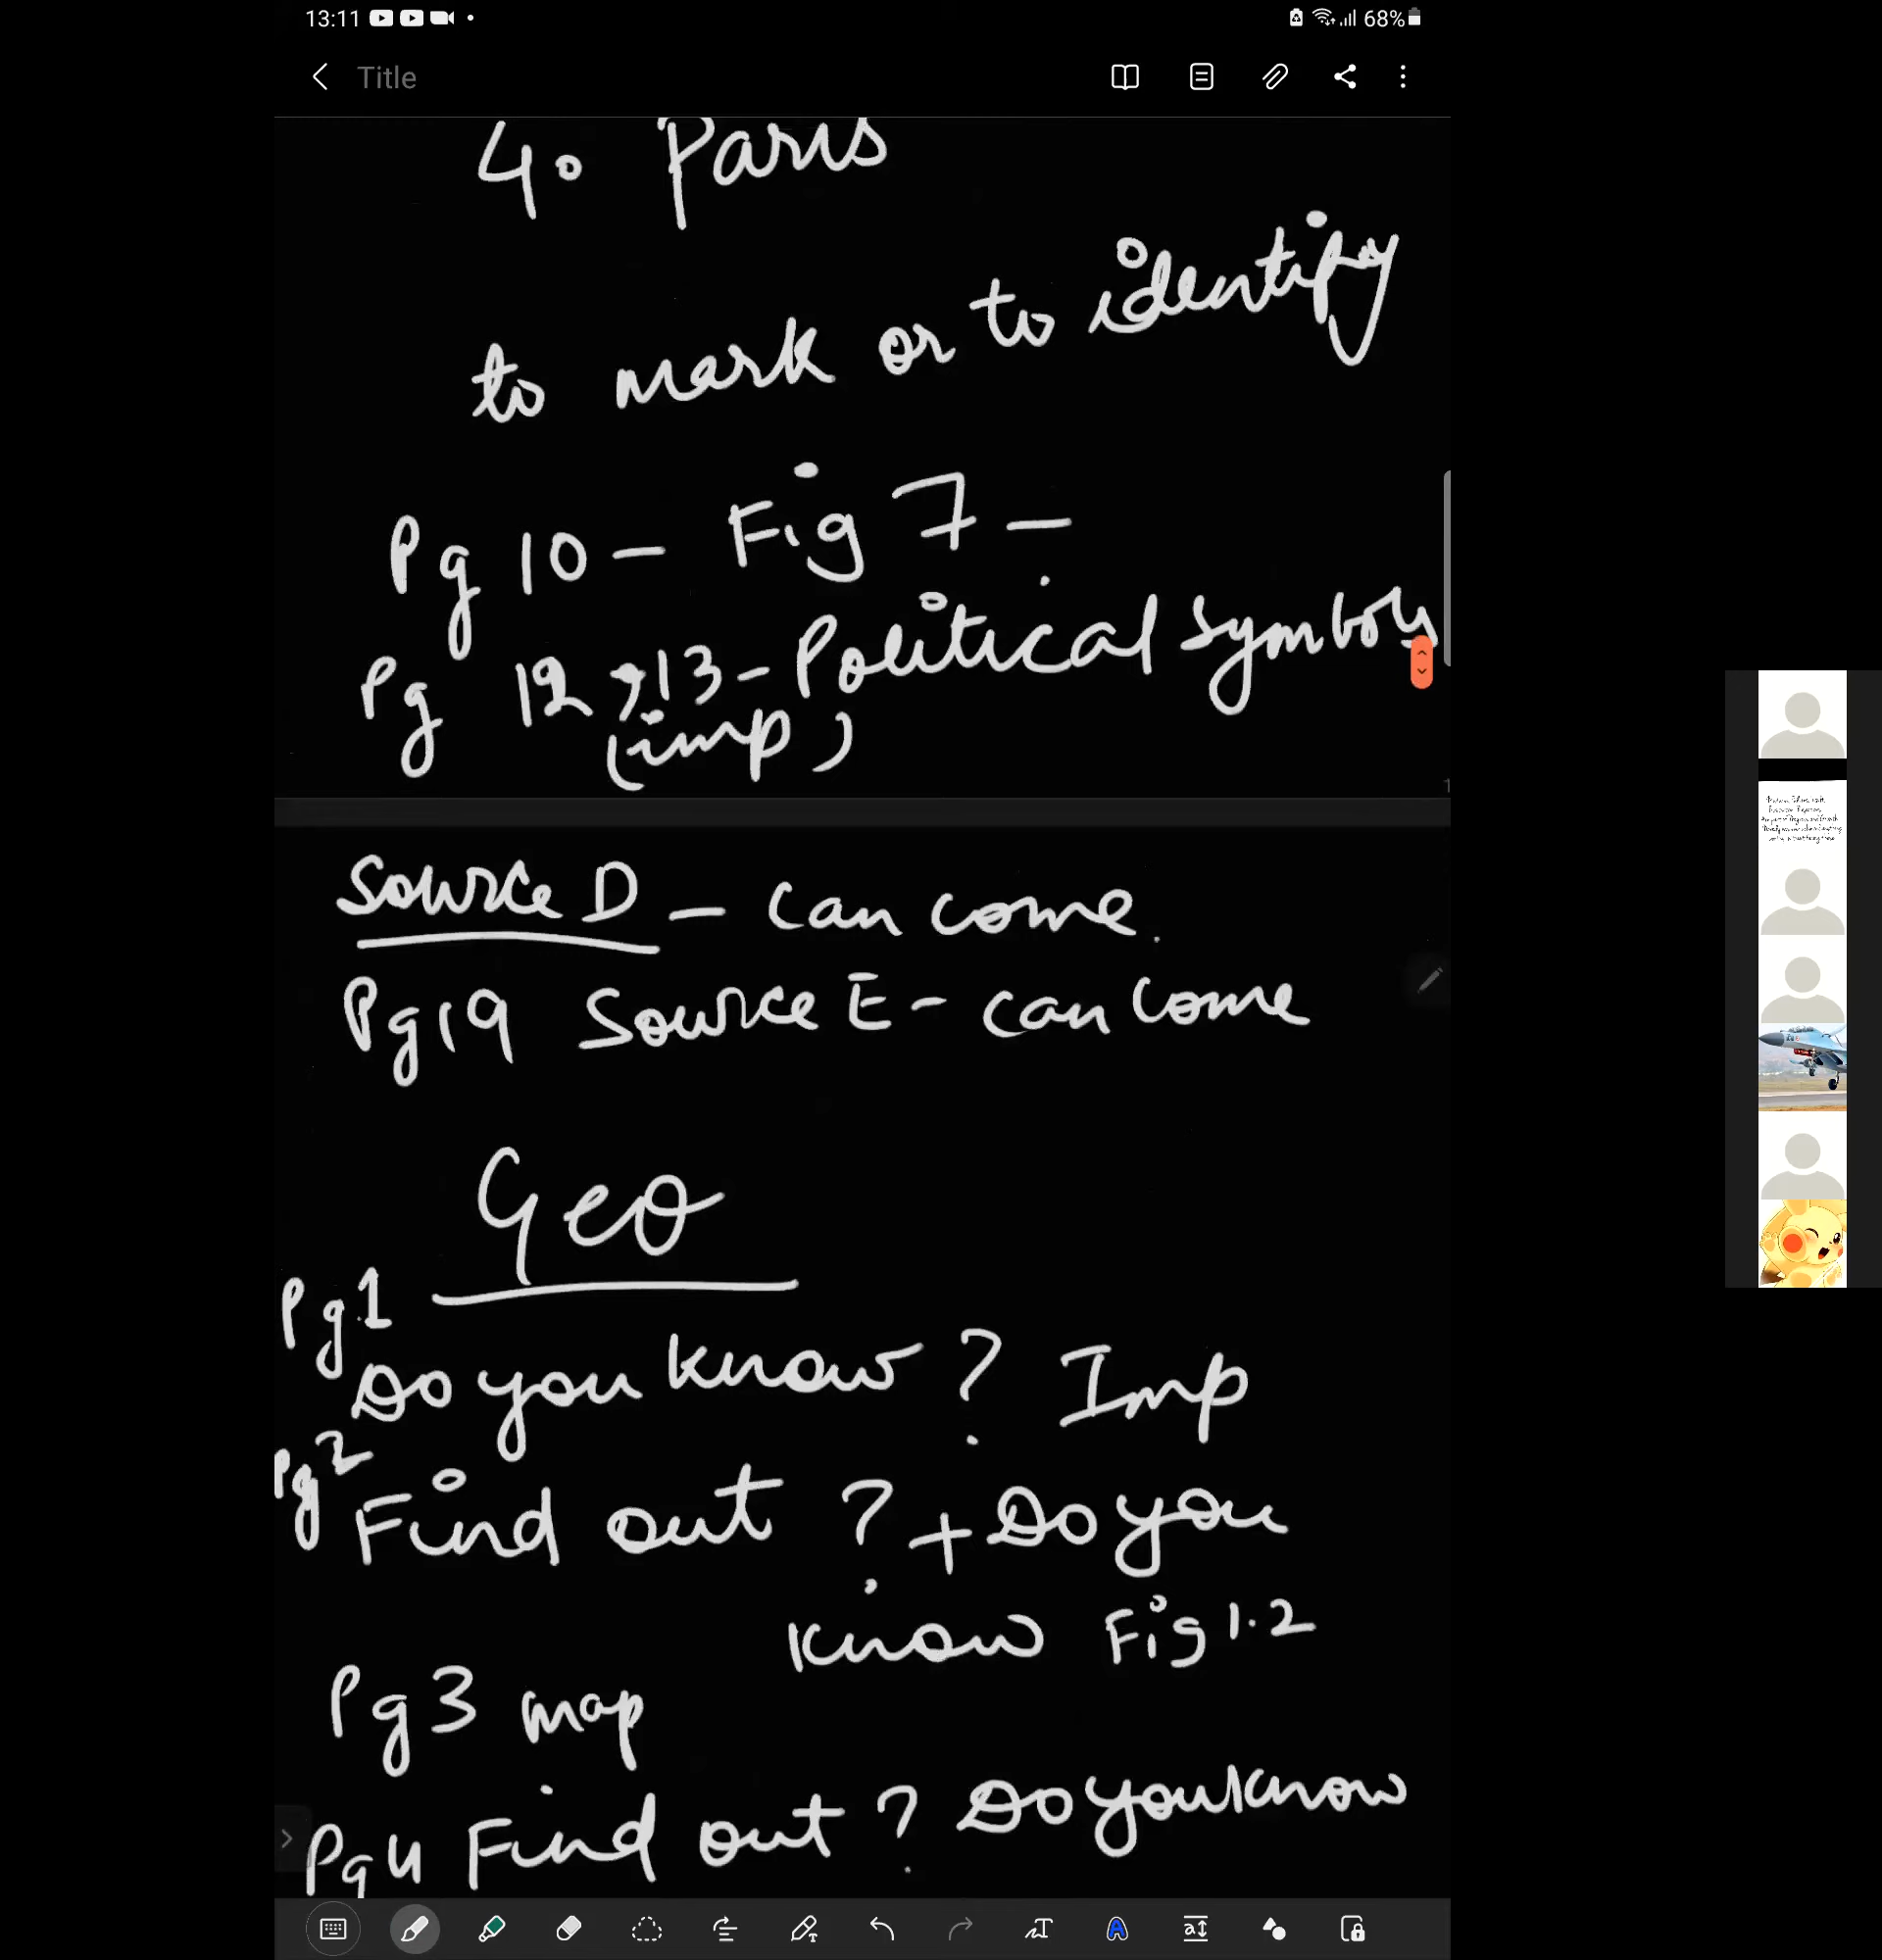 13:11
68%
Title
4. Paris
to mark or to identify
Pg 10 - Fig 7 -
Pg 12, 13 - Political symbols
(imp)
Source D - can come.
Pg 19 Source E - can come
Geo
Pg 1
Do you know? Imp
Pg 2
Find out? + Do you
know Fig 1.2
Pg 3 map
Pg 4 Find out? Do you know